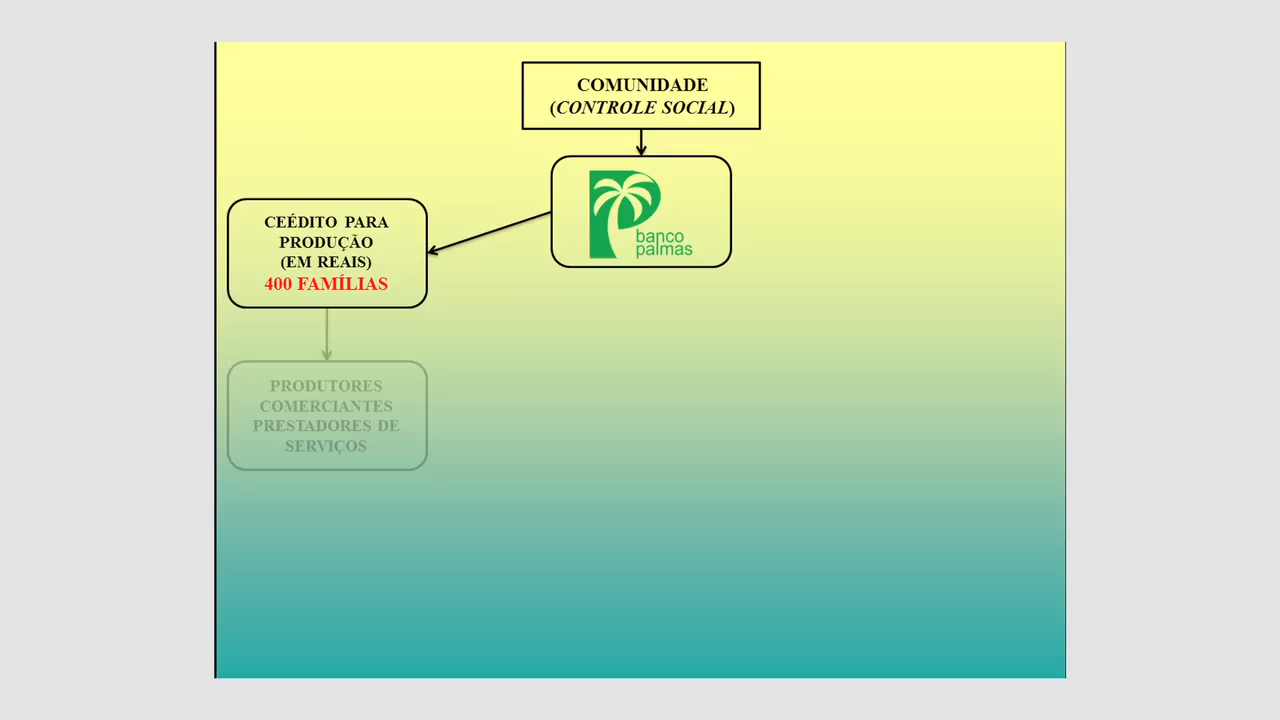 COMUNIDADE
(CONTROLE SOCIAL)
banco
palmas
CEÉDITO PARA
PRODUÇÃO
(EM REAIS)
400 FAMÍLIAS
PRODUTORES
COMERCIANTES
PRESTADORES DE
SERVIÇOS